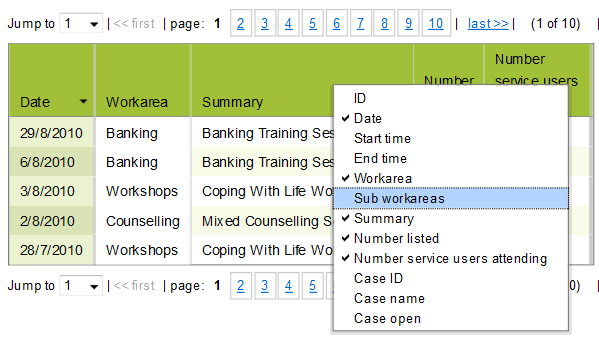 Jump to 1 | << first | page: 1 2 3 4 5 6 7 8 9 10 | last >> | (1 of 10) |
Number
Number service users
Date Workarea Summary
29/8/2010 Banking Banking Training Ses
6/8/2010 Banking Banking Training Ses
3/8/2010 Workshops Coping With Life Wo
2/8/2010 Counselling Mixed Counselling S
28/7/2010 Workshops Coping With Life Wo
ID
Date
Start time
End time
Workarea
Sub workareas
Summary
Number listed
Number service users attending
Case ID
Case name
Case open
Jump to 1 | << first | page: 1 2 3 4 5 0) |